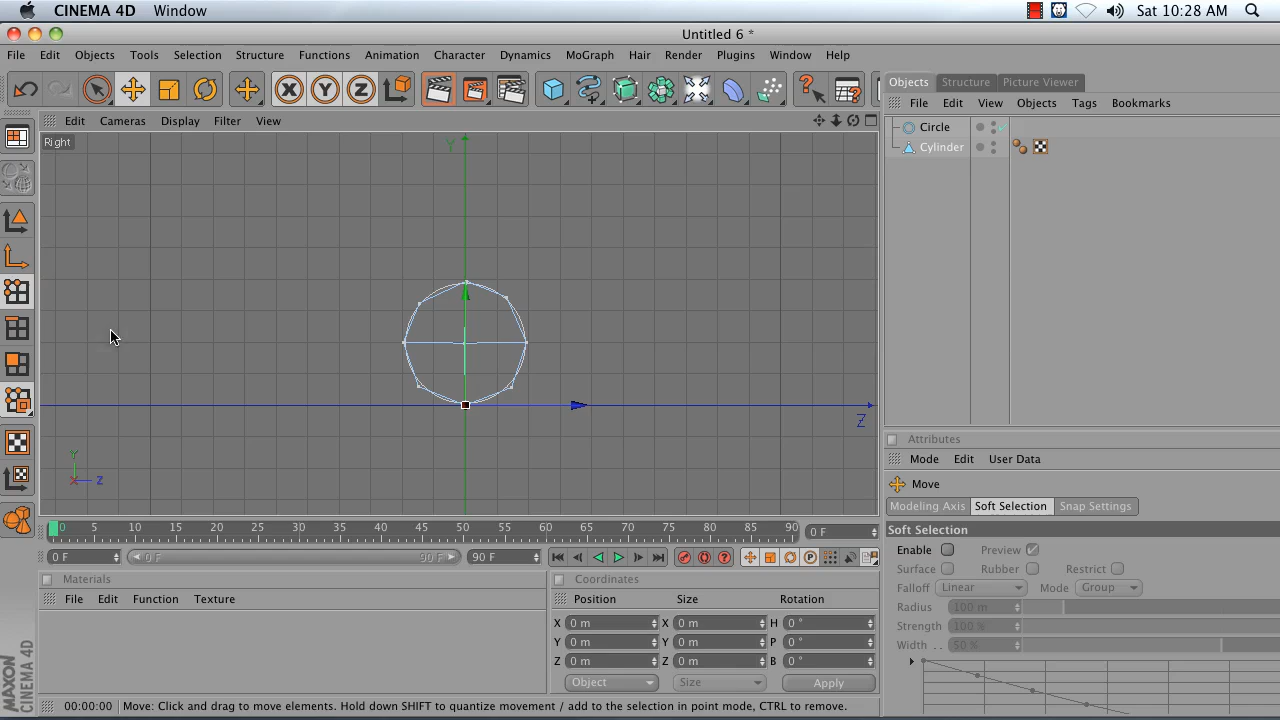 CINEMA 4D Window Sat 10:28 AM
Untitled 6 *
File Edit Objects Tools Selection Structure Functions Animation Character Dynamics MoGraph Hair Render Plugins Window Help
X Y Z
Objects Structure Picture Viewer
File Edit View Objects Tags Bookmarks
Edit Cameras Display Filter View
Right
Y
Circle
Cylinder
Z
Y
X Z
Attributes
Mode Edit User Data
Move
Modeling Axis Soft Selection Snap Settings
Soft Selection
Enable Preview
Surface Rubber Restrict
Falloff Linear Mode Group
Radius 100 m
Strength 100 %
Width . . 50 %
0 5 10 15 20 25 30 35 40 45 50 55 60 65 70 75 80 85 90 0 F
0 F 0 F 90 F 90 F
Materials
File Edit Function Texture
Coordinates
Position Size Rotation
X 0 m X 0 m H 0 °
Y 0 m Y 0 m P 0 °
Z 0 m Z 0 m B 0 °
Object Size Apply
MAXON
CINEMA 4D
00:00:00 Move: Click and drag to move elements. Hold down SHIFT to quantize movement / add to the selection in point mode, CTRL to remove.